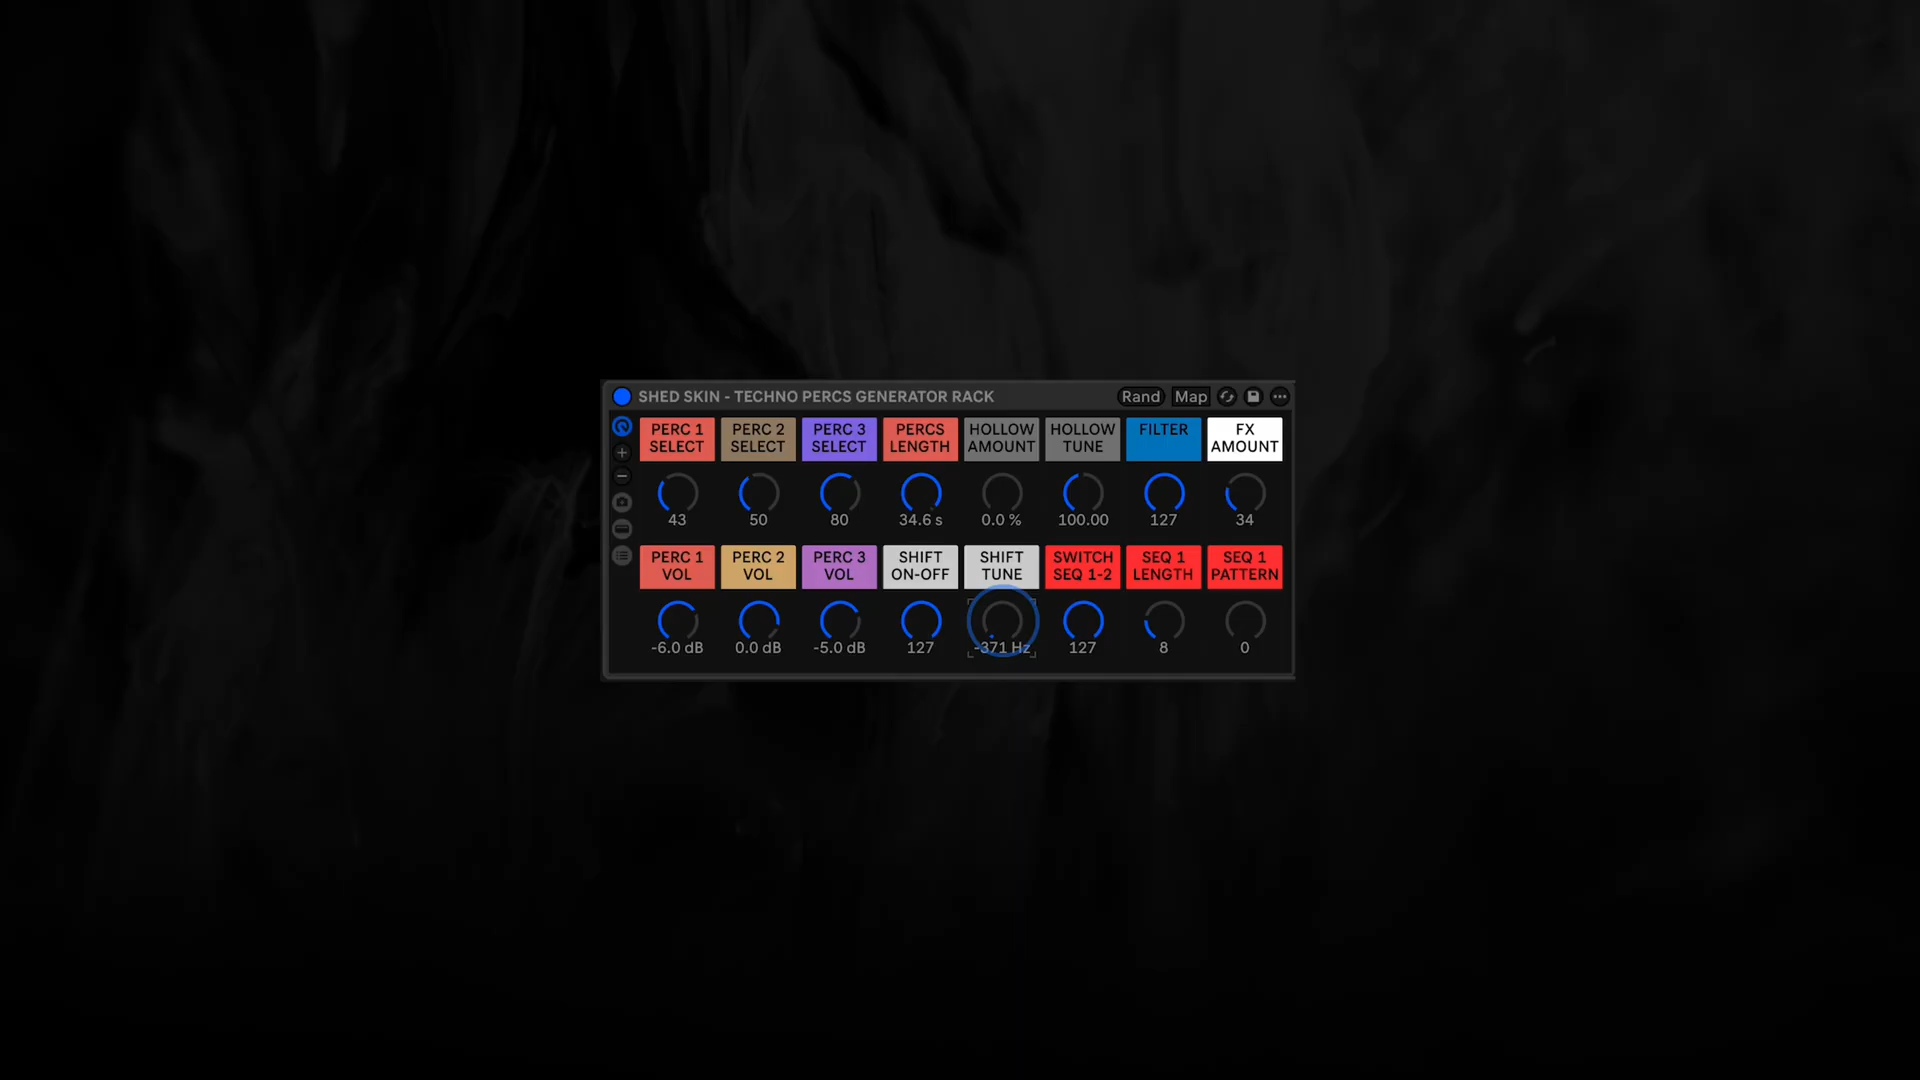 SHED SKIN - TECHNO PERCS GENERATOR RACK
Rand
Map
PERC 1
SELECT
PERC 2
SELECT
PERC 3
SELECT
PERCS
LENGTH
HOLLOW
AMOUNT
HOLLOW
TUNE
FILTER
FX
AMOUNT
43
50
80
34.6 s
0.0 %
100.00
127
34
PERC 1
VOL
PERC 2
VOL
PERC 3
VOL
SHIFT
ON-OFF
SHIFT
TUNE
SWITCH
SEQ 1-2
SEQ 1
LENGTH
SEQ 1
PATTERN
-6.0 dB
0.0 dB
-5.0 dB
127
-371 Hz
127
8
0